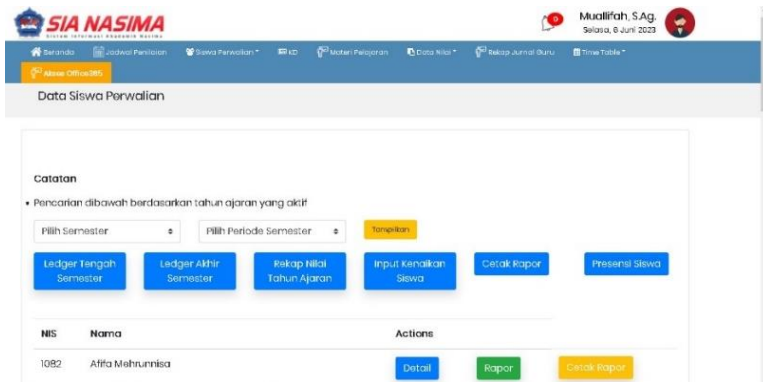 SIA NASIMA
Sistem Informasi Akademik Nasima
0
Muallifah, S.Ag.
Selasa, 6 Juni 2023
Beranda
Jadwal Penilaian
Siswa Perwalian
KD
Materi Pelajaran
Data Nilai
Rekap Jurnal Guru
Time Table
Akses Office365
Data Siswa Perwalian
Catatan
• Pencarian dibawah berdasarkan tahun ajaran yang aktif
Pilih Semester
Pilih Periode Semester
Tampilkan
Ledger Tengah
Semester
Ledger Akhir
Semester
Rekap Nilai
Tahun Ajaran
Input Kenaikan
Siswa
Cetak Rapor
Presensi Siswa
NIS Nama Actions
1082 Afifa Mehrunnisa Detail Rapor Cetak Rapor